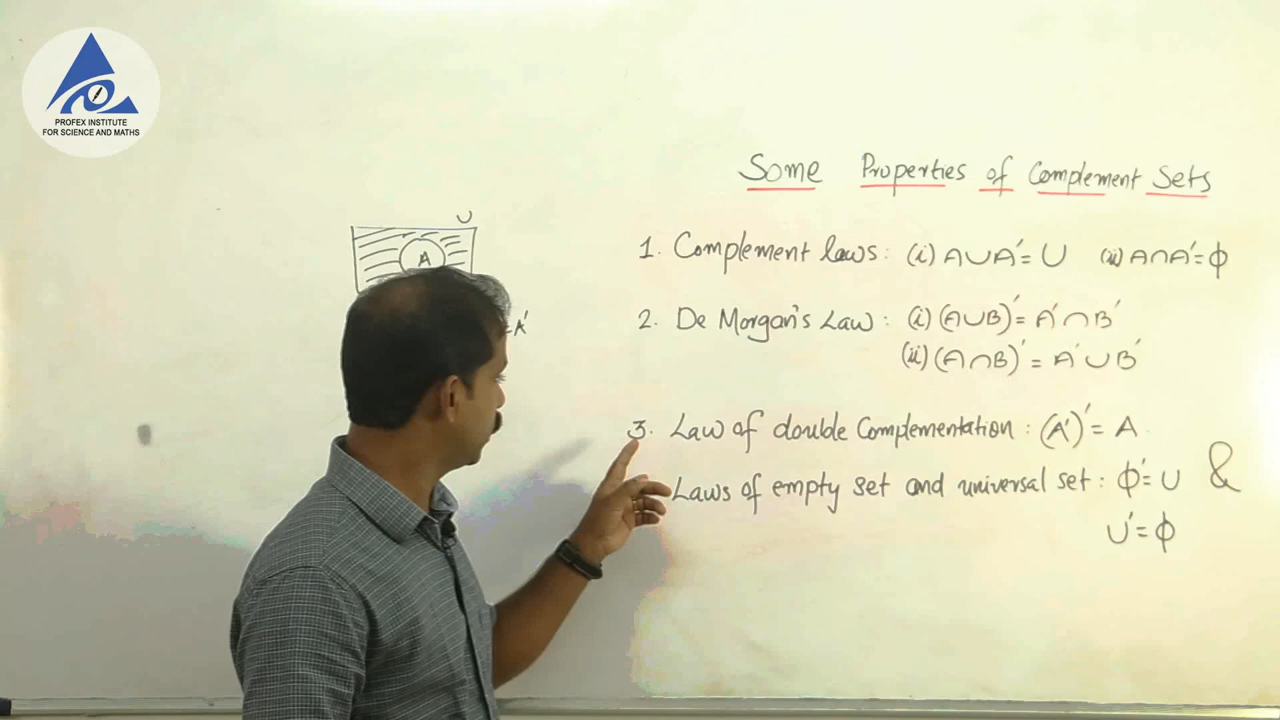 PROFEX INSTITUTE
FOR SCIENCE AND MATHS
Some Properties of Complement Sets
U
A
= A′
1. Complement laws: (i) A∪A′= U (ii) A∩A′= ϕ
2. De Morgan's Law: (i) (A∪B)′= A′∩B′
(ii) (A∩B)′= A′∪B′
3. Law of double Complementation: (A′)′= A
Laws of empty set and universal set: ϕ′= U &
U′= ϕ